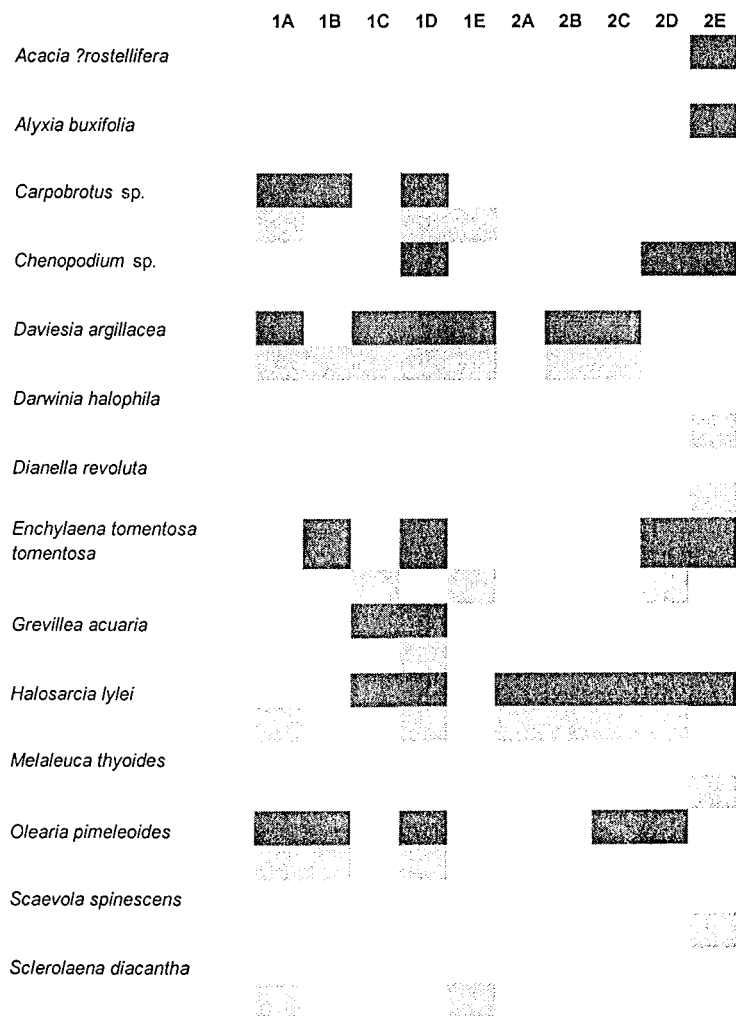 1A 1B 1C 1D 1E 2A 2B 2C 2D 2E
Acacia ?rostellifera
Alyxia buxifolia
Carpobrotus sp.
Chenopodium sp.
Daviesia argillacea
Darwinia halophila
Dianella revoluta
Enchylaena tomentosa
tomentosa
Grevillea acuaria
Halosarcia lylei
Melaleuca thyoides
Olearia pimeleoides
Scaevola spinescens
Sclerolaena diacantha